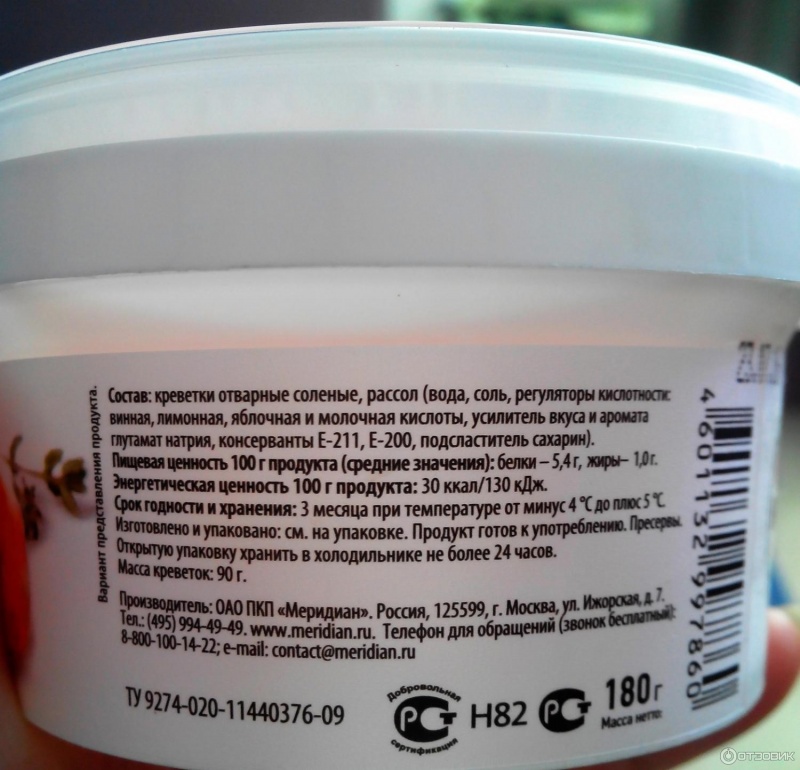 Состав: креветки отварные соленые, рассол (вода, соль, регуляторы кислотности:
винная, лимонная, яблочная и молочная кислоты, усилитель вкуса и аромата
глутамат натрия, консерванты Е-211, Е-200, подсластитель сахарин).
Пищевая ценность 100 г продукта (средние значения): белки – 5,4 г, жиры– 1,0 г.
Энергетическая ценность 100 г продукта: 30 ккал/130 кДж.
Срок годности и хранения: 3 месяца при температуре от минус 4 °С до плюс 5 °С.
Изготовлено и упаковано: см. на упаковке. Продукт готов к употреблению. Пресервы.
Открытую упаковку хранить в холодильнике не более 24 часов.
Масса креветок: 90 г.
Вариант представления продукта.
Производитель: ОАО ПКП «Меридиан». Россия, 125599, г. Москва, ул. Ижорская, д. 7.
Тел.: (495) 994-49-49. www.meridian.ru. Телефон для обращений (звонок бесплатный):
8-800-100-14-22; e-mail: contact@meridian.ru
ТУ 9274-020-11440376-09
Добровольная
РСТ
сертификация
Н82
РСТ
180 г
Масса нетто:
4 601132 997860
ОТЗОВИК